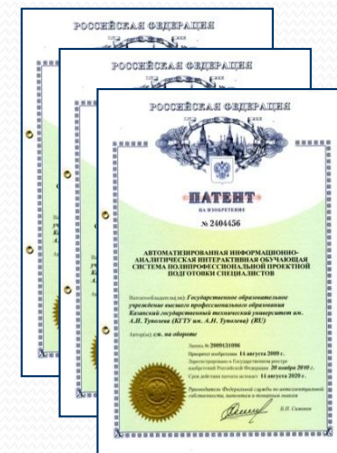 РОССИЙСКАЯ ФЕДЕРАЦИЯ
РОССИЙСКАЯ ФЕДЕРАЦИЯ
РОССИЙСКАЯ ФЕДЕРАЦИЯ
ПАТЕНТ
НА ИЗОБРЕТЕНИЕ
№ 2404456
АВТОМАТИЗИРОВАННАЯ ИНФОРМАЦИОННО-
АНАЛИТИЧЕСКАЯ ИНТЕРАКТИВНАЯ ОБУЧАЮЩАЯ
СИСТЕМА ПОЛИПРОФЕССИОНАЛЬНОЙ ПРОЕКТНОЙ
ПОДГОТОВКИ СПЕЦИАЛИСТОВ
Патентообладатель(ли): Государственное образовательное
учреждение высшего профессионального образования
Казанский государственный технический университет им.
А.Н. Туполева (КГТУ им. А.Н. Туполева) (RU)
Автор(ы): см. на обороте
Заявка № 2009131096
Приоритет изобретения 14 августа 2009 г.
Зарегистрировано в Государственном реестре
изобретений Российской Федерации 20 ноября 2010 г.
Срок действия патента истекает 14 августа 2029 г.
Руководитель Федеральной службы по интеллектуальной
собственности, патентам и товарным знакам
Б.П. Симонов